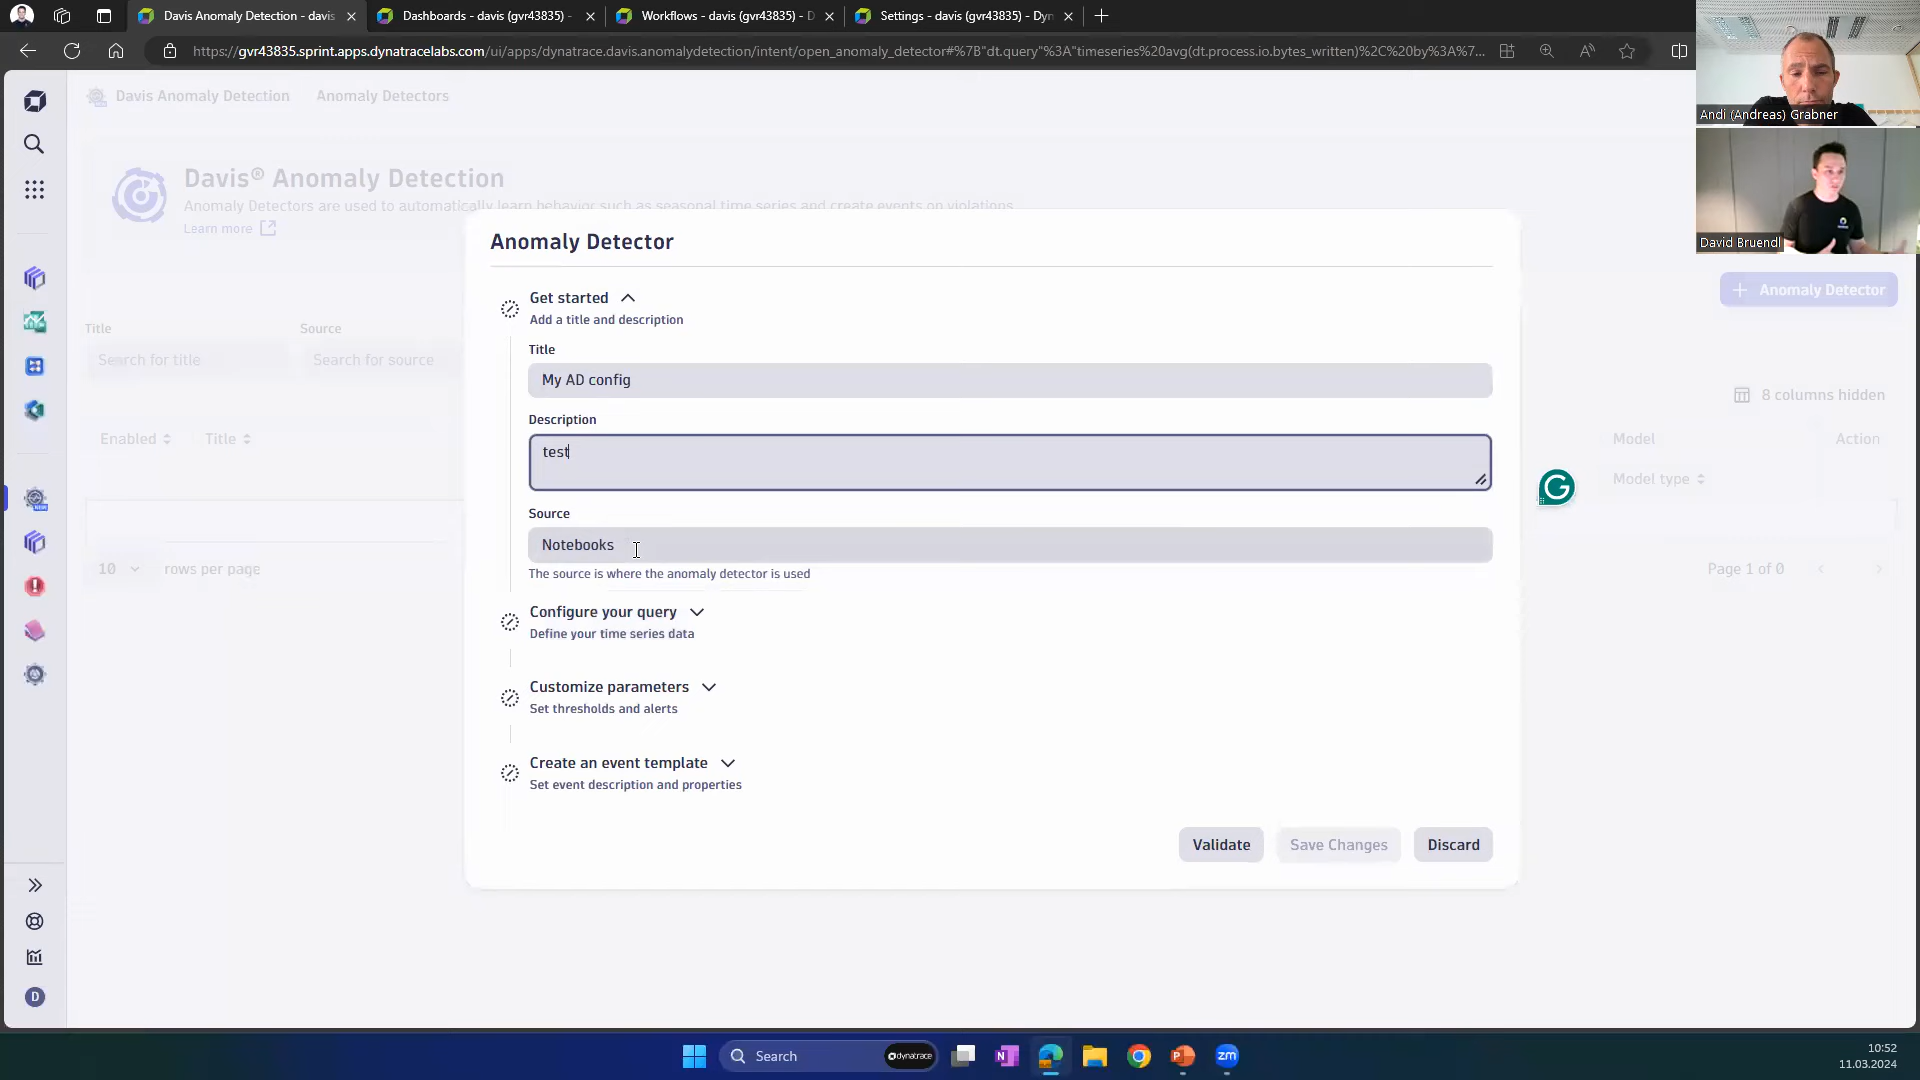 Davis Anomaly Detection - davis
Dashboards - davis (gvr43835) -
Workflows - davis (gvr43835) - D
Settings - davis (gvr43835) - Dyn
https://gvr43835.sprint.apps.dynatracelabs.com/ui/apps/dynatrace.davis.anomalydetection/intent/open_anomaly_detector#%7B"dt.query"%3A"timeseries%20avg(dt.process.io.bytes_written)%2C%20by%3A%7...
Davis Anomaly Detection
Anomaly Detectors
Andi (Andreas) Grabner
David Bruendl
Davis® Anomaly Detection
Anomaly Detectors are used to automatically learn behavior such as seasonal time series and create events on violations
Learn more
Anomaly Detector
Title
Source
Search for title
Search for source
8 columns hidden
Enabled
Title
Model
Action
Model type
10
rows per page
Page 1 of 0
NEW
Anomaly Detector
Get started
Add a title and description
Title
My AD config
Description
test
Source
Notebooks
The source is where the anomaly detector is used
Configure your query
Define your time series data
Customize parameters
Set thresholds and alerts
Create an event template
Set event description and properties
Validate
Save Changes
Discard
G
D
Search
dynatrace
N
P
zm
10:52
11.03.2024